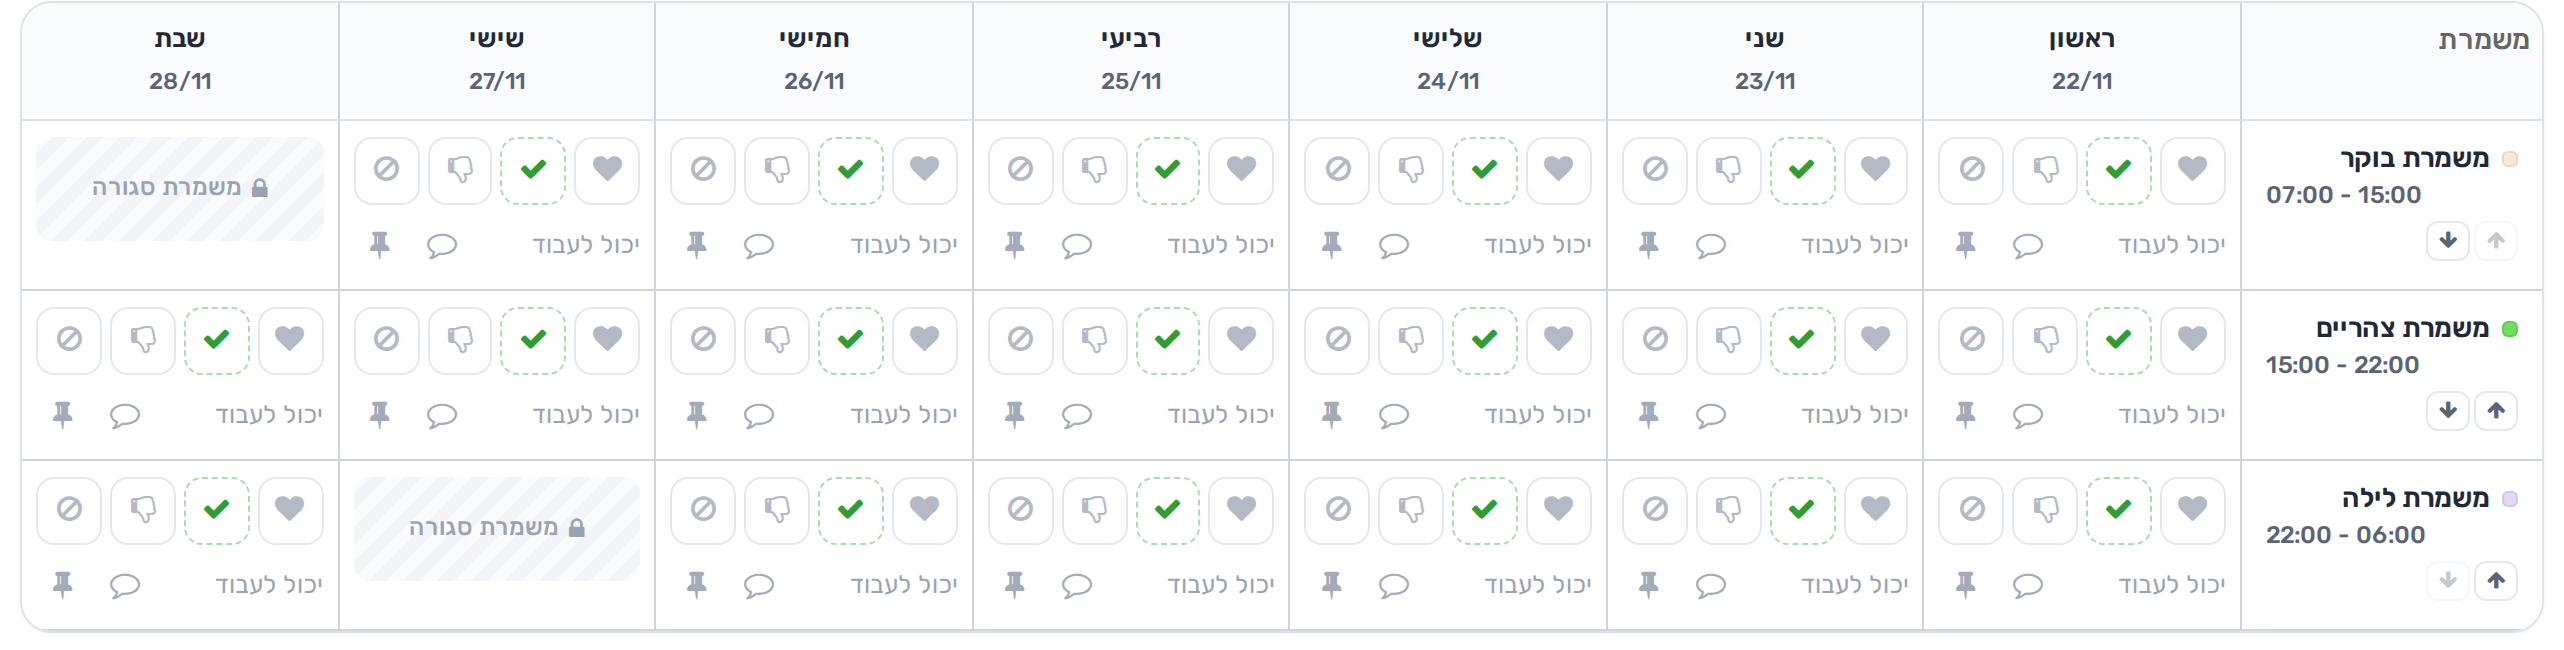 משמרת
ראשון
22/11
שני
23/11
שלישי
24/11
רביעי
25/11
חמישי
26/11
שישי
27/11
שבת
28/11
משמרת בוקר
07:00 - 15:00
יכול לעבוד
יכול לעבוד
יכול לעבוד
יכול לעבוד
יכול לעבוד
יכול לעבוד
משמרת סגורה
משמרת צהריים
15:00 - 22:00
יכול לעבוד
יכול לעבוד
יכול לעבוד
יכול לעבוד
יכול לעבוד
יכול לעבוד
יכול לעבוד
משמרת לילה
22:00 - 06:00
יכול לעבוד
יכול לעבוד
יכול לעבוד
יכול לעבוד
יכול לעבוד
משמרת סגורה
יכול לעבוד